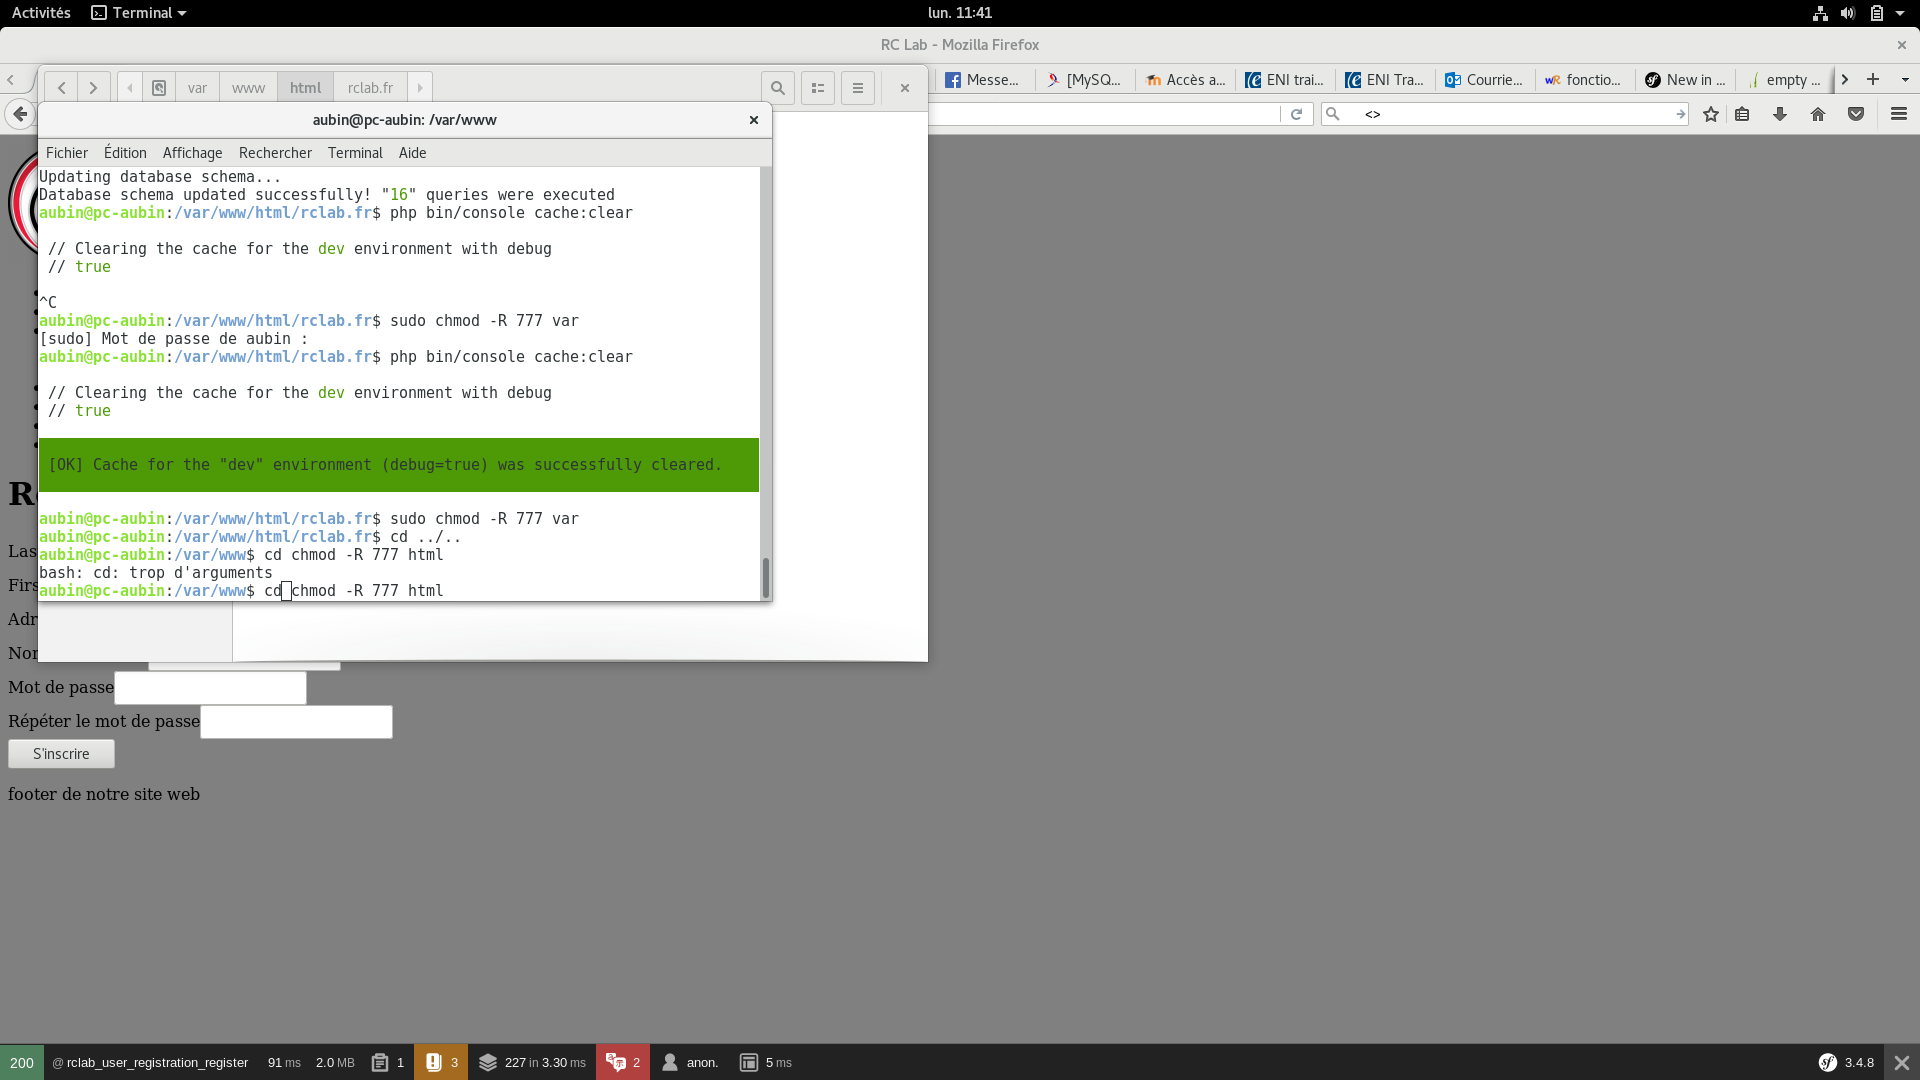 Activités Terminal lun. 11:41
RC Lab - Mozilla Firefox
var www html rclab.fr
Messe... [MySQ... Accès a... ENI trai... ENI Tra... Courrie... fonctio... New in ... empty ...
<>
aubin@pc-aubin: /var/www
Fichier Édition Affichage Rechercher Terminal Aide
Updating database schema...
Database schema updated successfully! "16" queries were executed
aubin@pc-aubin:/var/www/html/rclab.fr$ php bin/console cache:clear
// Clearing the cache for the dev environment with debug
// true
^C
aubin@pc-aubin:/var/www/html/rclab.fr$ sudo chmod -R 777 var
[sudo] Mot de passe de aubin :
aubin@pc-aubin:/var/www/html/rclab.fr$ php bin/console cache:clear
// Clearing the cache for the dev environment with debug
// true
[OK] Cache for the "dev" environment (debug=true) was successfully cleared.
aubin@pc-aubin:/var/www/html/rclab.fr$ sudo chmod -R 777 var
aubin@pc-aubin:/var/www/html/rclab.fr$ cd ../..
aubin@pc-aubin:/var/www$ cd chmod -R 777 html
bash: cd: trop d'arguments
aubin@pc-aubin:/var/www$ cd chmod -R 777 html
Las
Firs
Adr
Mot de passe
Répéter le mot de passe
S'inscrire
footer de notre site web
200 @ rclab_user_registration_register 91 ms 2.0 MB 1 3 227 in 3.30 ms 2 anon. 5 ms 3.4.8